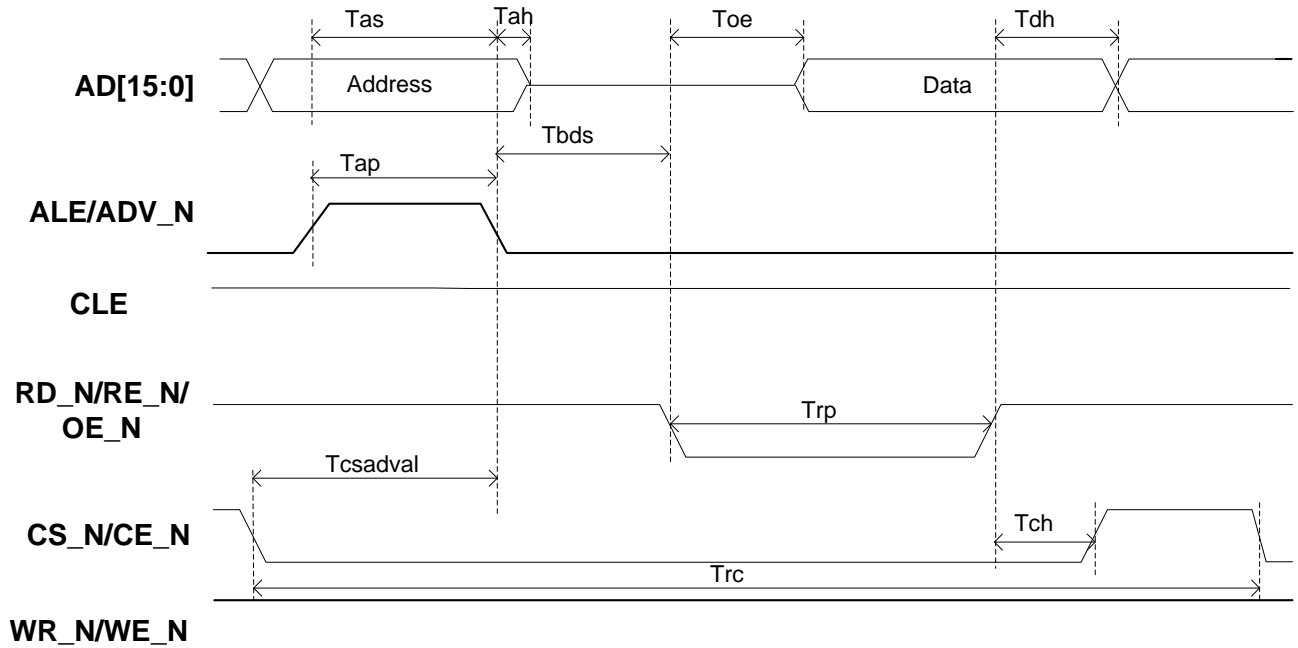 Tas
Tah
Toe
Tdh
AD[15:0]
Address
Data
Tbds
Tap
ALE/ADV_N
CLE
RD_N/RE_N/
OE_N
Trp
Tcsadval
CS_N/CE_N
Tch
Trc
WR_N/WE_N